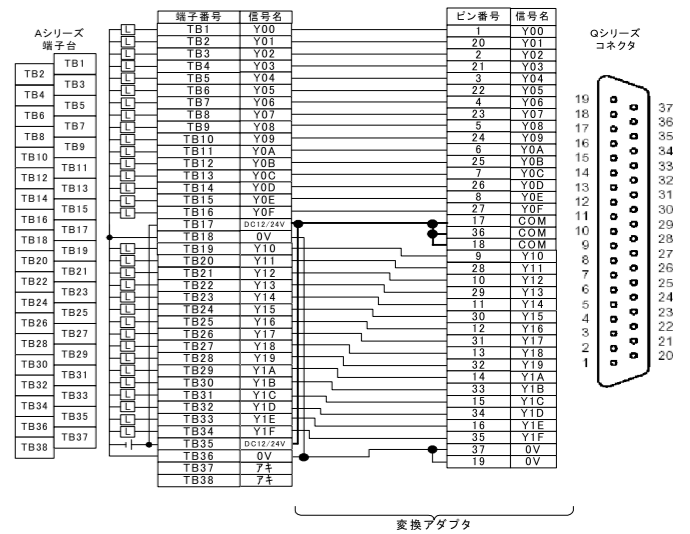 Aシリーズ
端子台
TB1
TB2
TB3
TB4
TB5
TB6
TB7
TB8
TB9
TB10
TB11
TB12
TB13
TB14
TB15
TB16
TB17
TB18
TB19
TB20
TB21
TB22
TB23
TB24
TB25
TB26
TB27
TB28
TB29
TB30
TB31
TB32
TB33
TB34
TB35
TB36
TB37
TB38
端子番号 信号名
L TB1 Y00
L TB2 Y01
L TB3 Y02
L TB4 Y03
L TB5 Y04
L TB6 Y05
L TB7 Y06
L TB8 Y07
L TB9 Y08
L TB10 Y09
L TB11 Y0A
L TB12 Y0B
L TB13 Y0C
L TB14 Y0D
L TB15 Y0E
L TB16 Y0F
TB17 DC12/24V
TB18 0V
L TB19 Y10
L TB20 Y11
L TB21 Y12
L TB22 Y13
L TB23 Y14
L TB24 Y15
L TB25 Y16
L TB26 Y17
L TB27 Y18
L TB28 Y19
L TB29 Y1A
L TB30 Y1B
L TB31 Y1C
L TB32 Y1D
L TB33 Y1E
L TB34 Y1F
TB35 DC12/24V
TB36 0V
TB37 アキ
TB38 アキ
ピン番号 信号名
1 Y00
20 Y01
2 Y02
21 Y03
3 Y04
22 Y05
4 Y06
23 Y07
5 Y08
24 Y09
6 Y0A
25 Y0B
7 Y0C
26 Y0D
8 Y0E
27 Y0F
17 COM
36 COM
18 COM
9 Y10
28 Y11
10 Y12
29 Y13
11 Y14
30 Y15
12 Y16
31 Y17
13 Y18
32 Y19
14 Y1A
33 Y1B
15 Y1C
34 Y1D
16 Y1E
35 Y1F
37 0V
19 0V
Qシリーズ
コネクタ
19
37
18
36
17
35
16
34
15
33
14
32
13
31
12
30
11
29
10
28
9
27
8
26
7
25
6
24
5
23
4
22
3
21
2
20
1
変換アダプタ